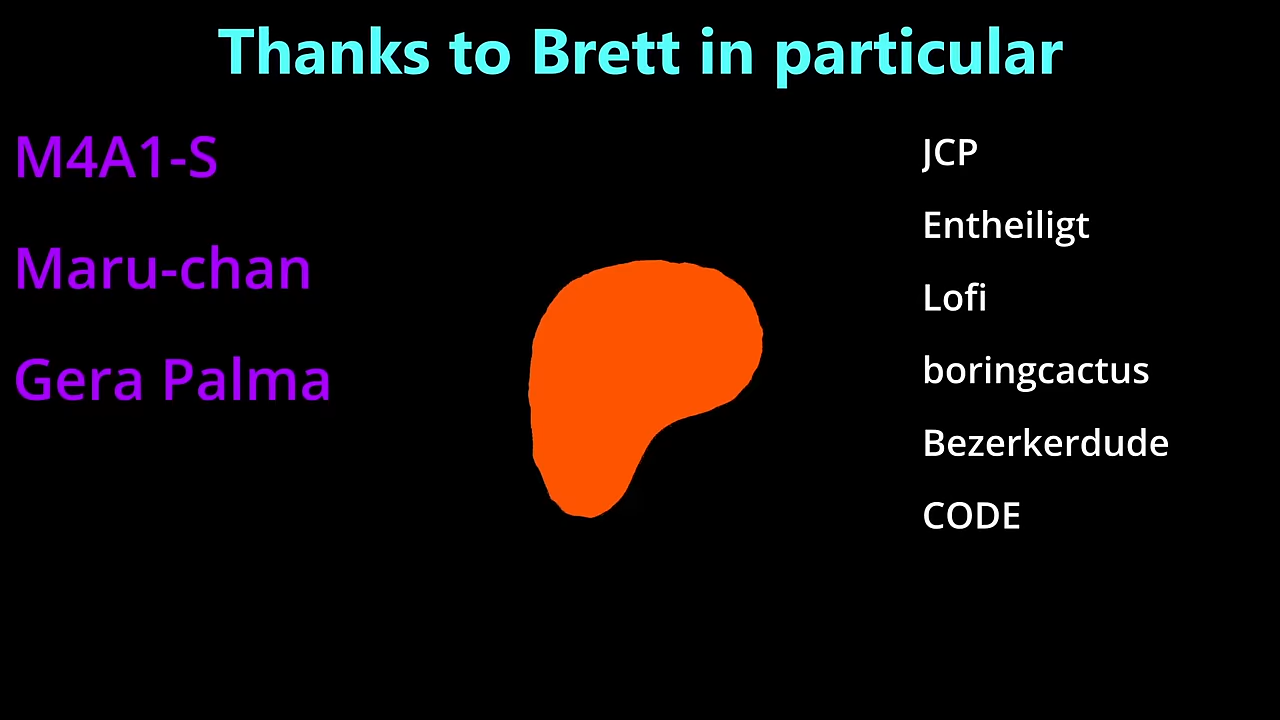 Thanks to Brett in particular
M4A1-S
Maru-chan
Gera Palma
JCP
Entheiligt
Lofi
boringcactus
Bezerkerdude
CODE